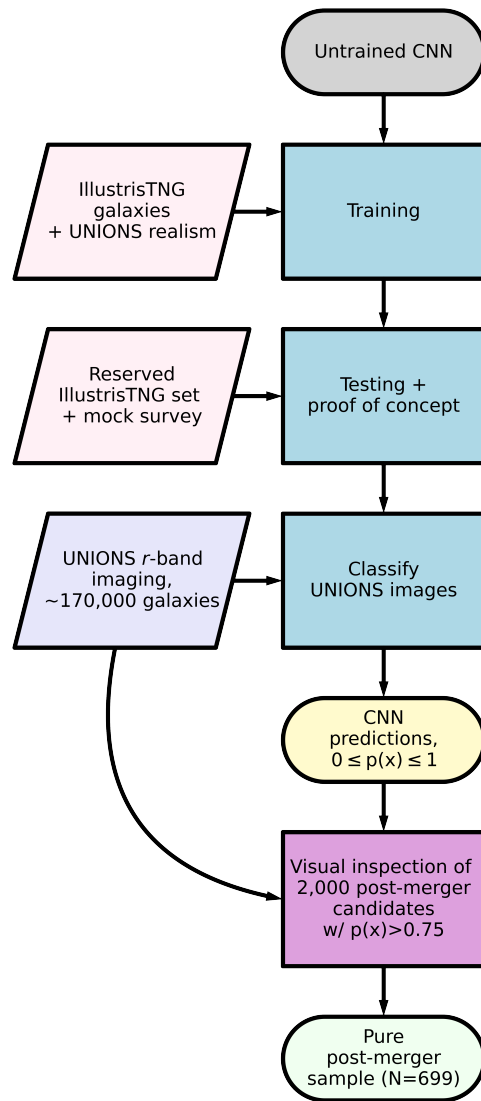 Untrained CNN
IllustrisTNG
galaxies
+ UNIONS realism
Training
Reserved
IllustrisTNG set
+ mock survey
Testing +
proof of concept
UNIONS r-band
imaging,
~170,000 galaxies
Classify
UNIONS images
CNN
predictions,
0 ≤ p(x) ≤ 1
Visual inspection of
2,000 post-merger
candidates
w/ p(x)>0.75
Pure
post-merger
sample (N=699)